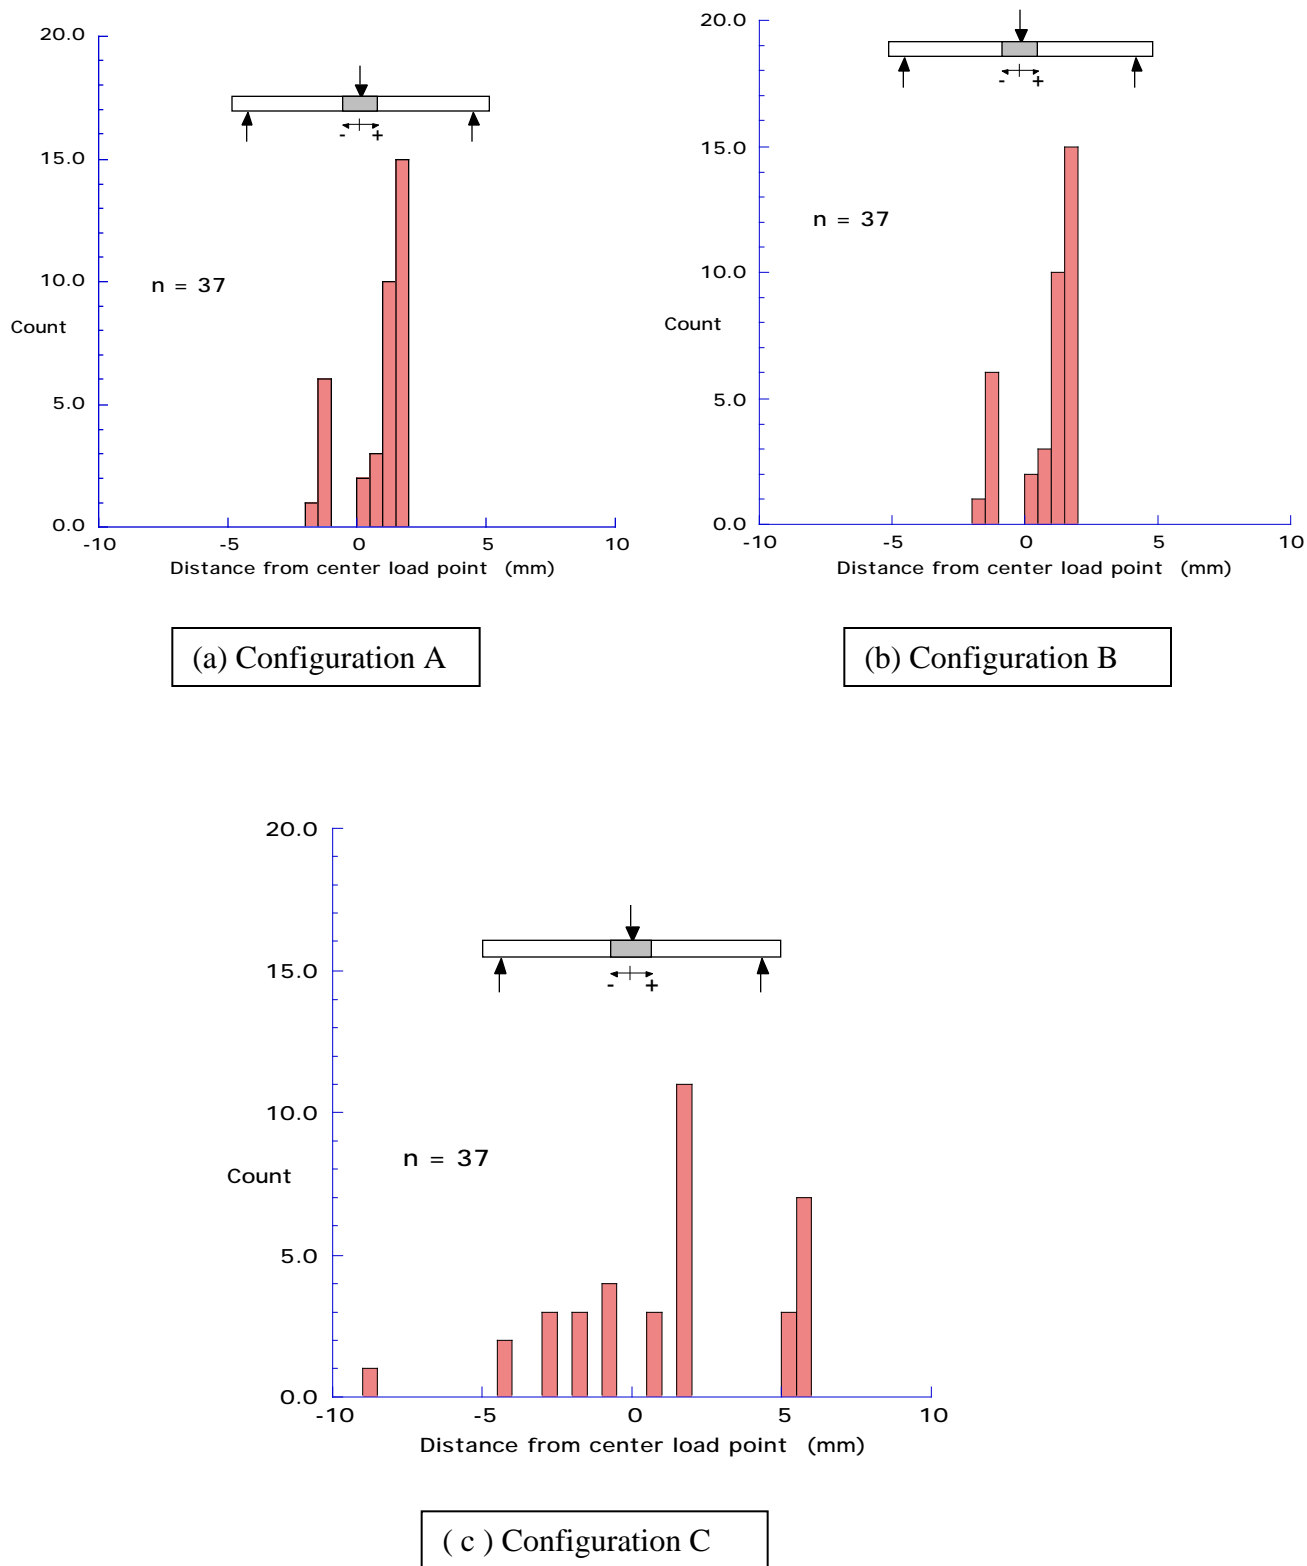 20.0
15.0
10.0
5.0
0.0
Count
n = 37
- +
-10 -5 0 5 10
Distance from center load point (mm)
(a) Configuration A
20.0
15.0
10.0
5.0
0.0
Count
n = 37
- +
-10 -5 0 5 10
Distance from center load point (mm)
(b) Configuration B
20.0
15.0
10.0
5.0
0.0
Count
n = 37
- +
-10 -5 0 5 10
Distance from center load point (mm)
( c ) Configuration C